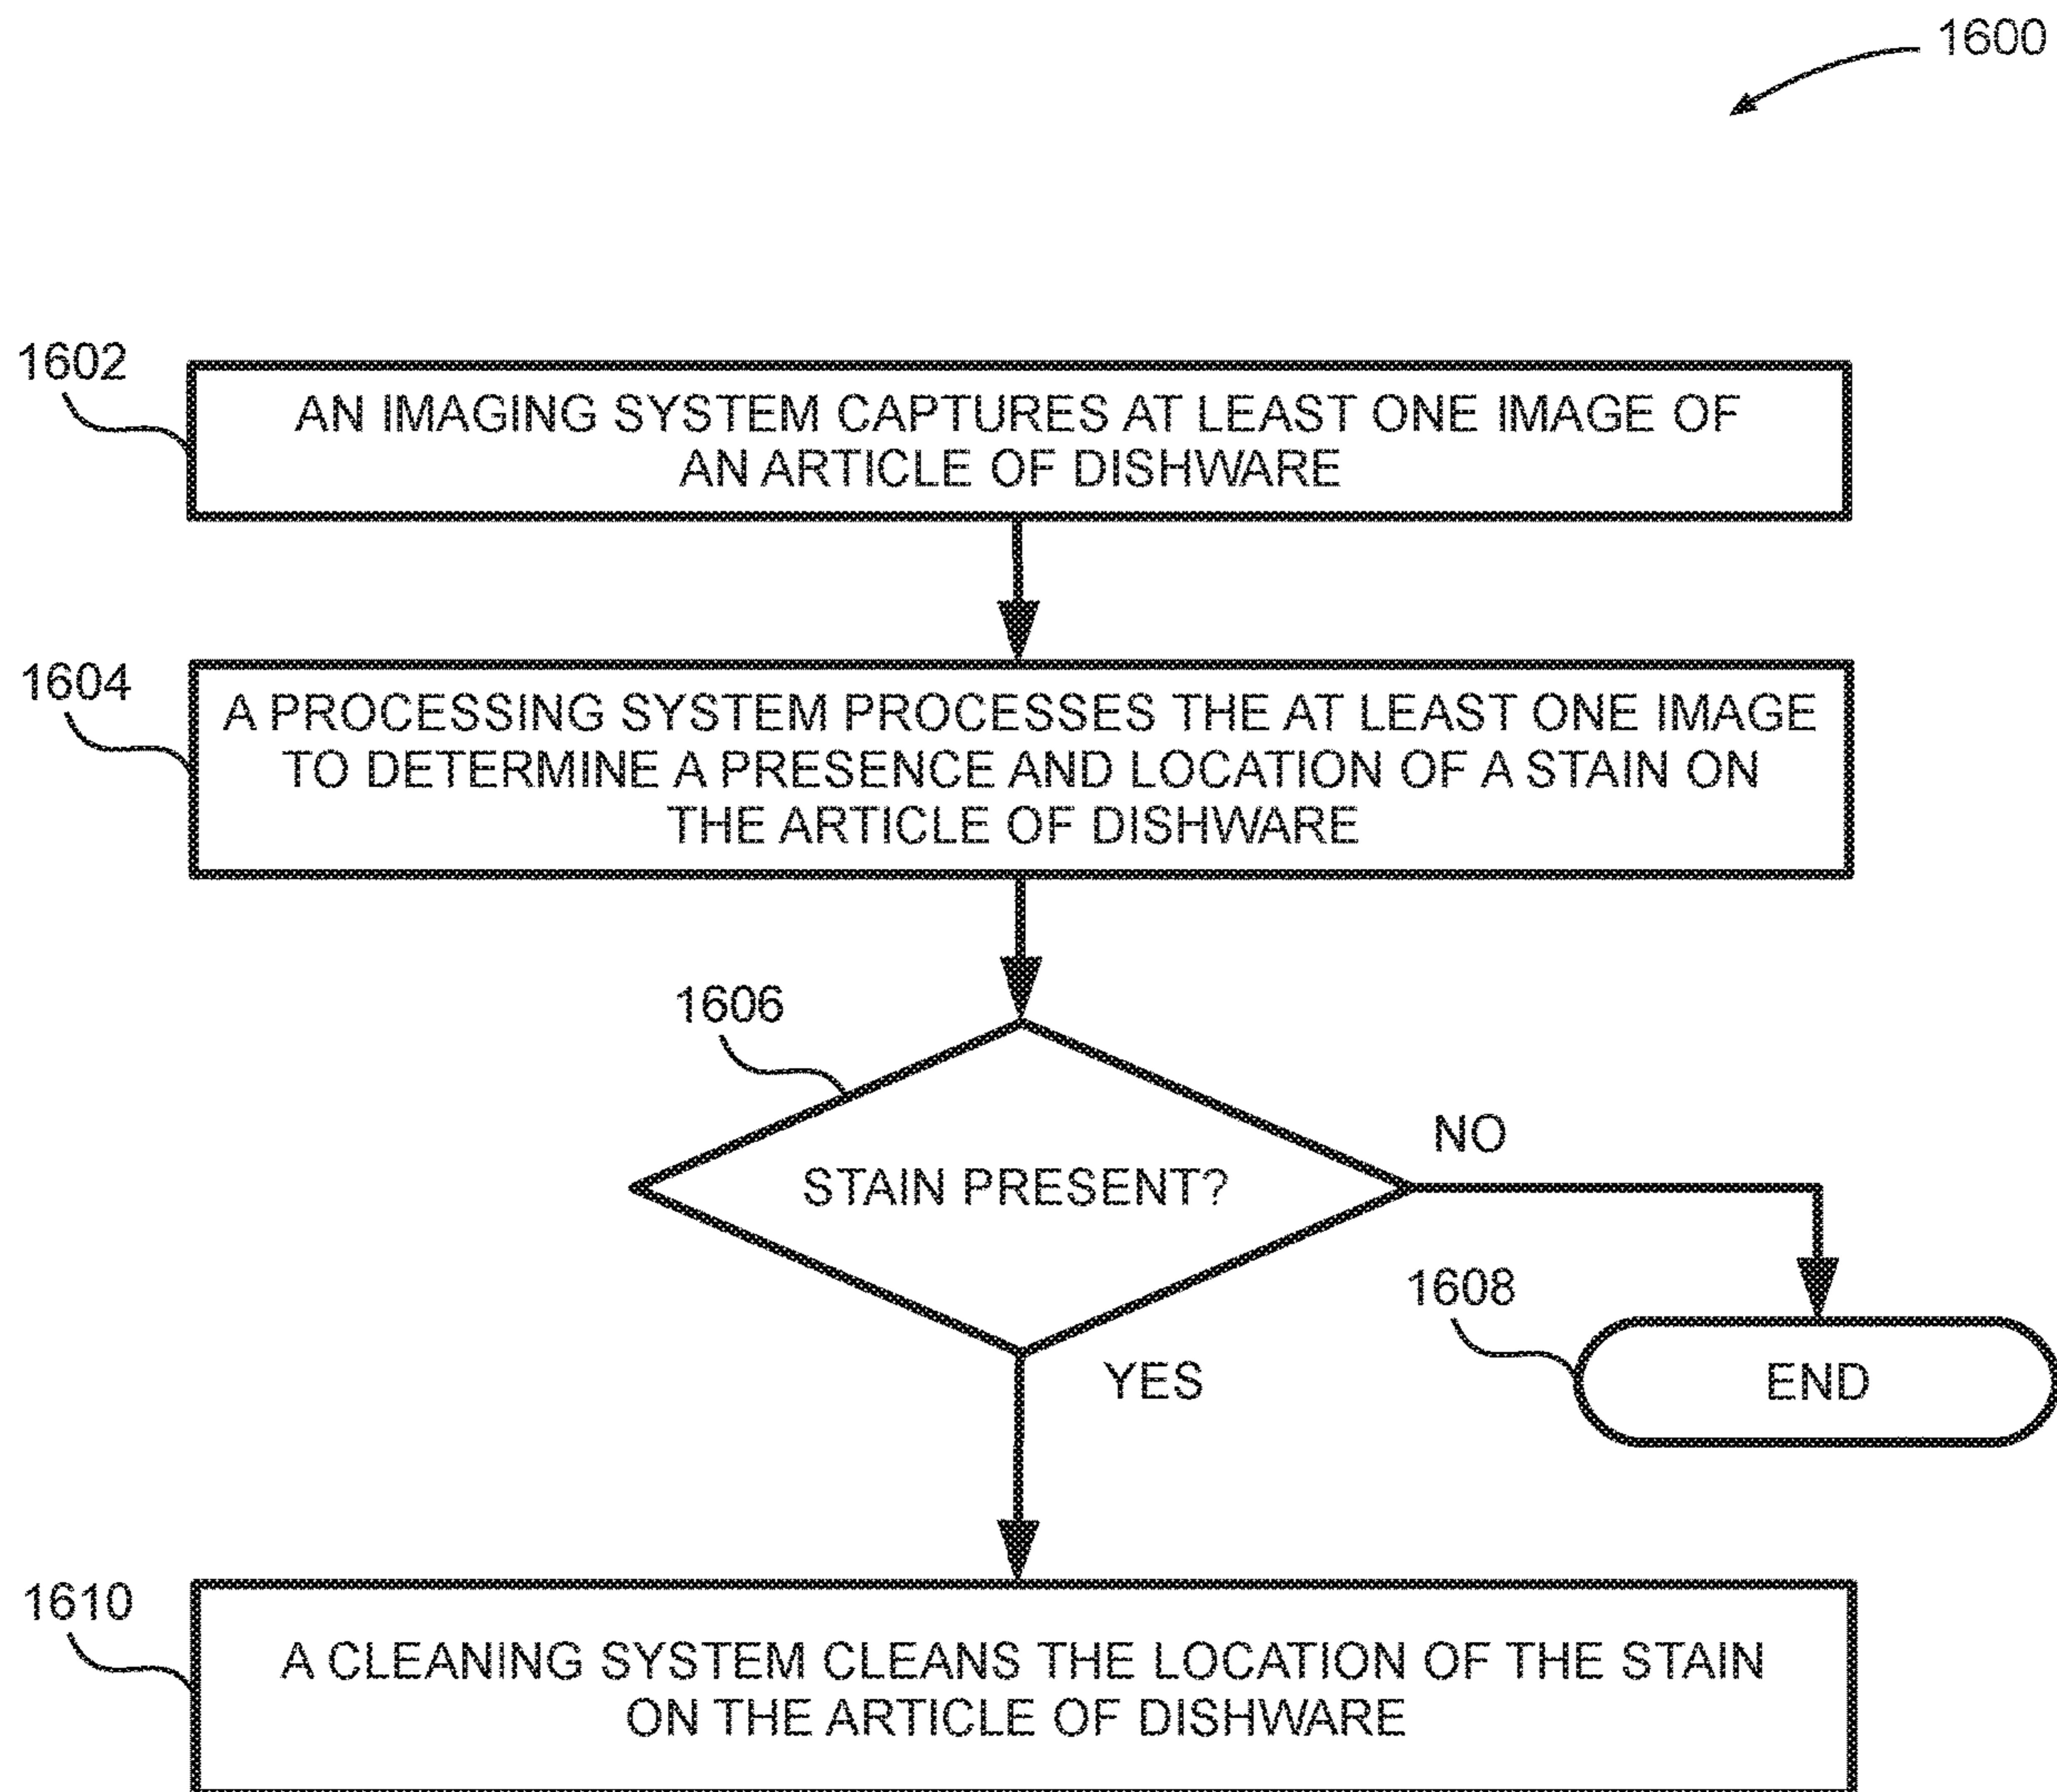 1600
1602
AN IMAGING SYSTEM CAPTURES AT LEAST ONE IMAGE OF
AN ARTICLE OF DISHWARE
1604
A PROCESSING SYSTEM PROCESSES THE AT LEAST ONE IMAGE
TO DETERMINE A PRESENCE AND LOCATION OF A STAIN ON
THE ARTICLE OF DISHWARE
1606
STAIN PRESENT?
NO
1608
END
YES
1610
A CLEANING SYSTEM CLEANS THE LOCATION OF THE STAIN
ON THE ARTICLE OF DISHWARE